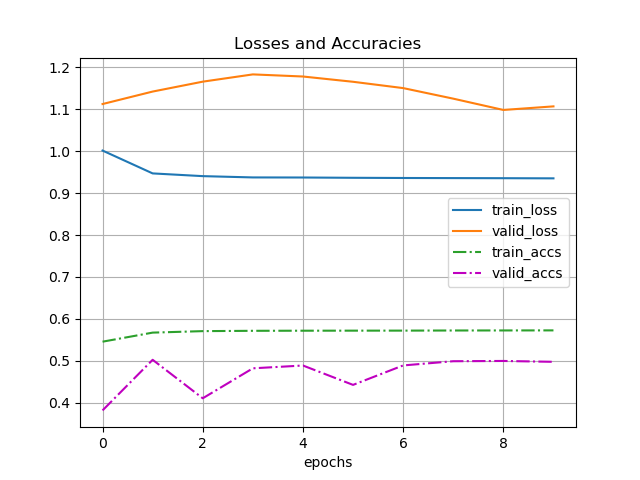 Losses and Accuracies
1.2
1.1
1.0
0.9
0.8
0.7
0.6
0.5
0.4
train_loss
valid_loss
train_accs
valid_accs
0 2 4 6 8
epochs